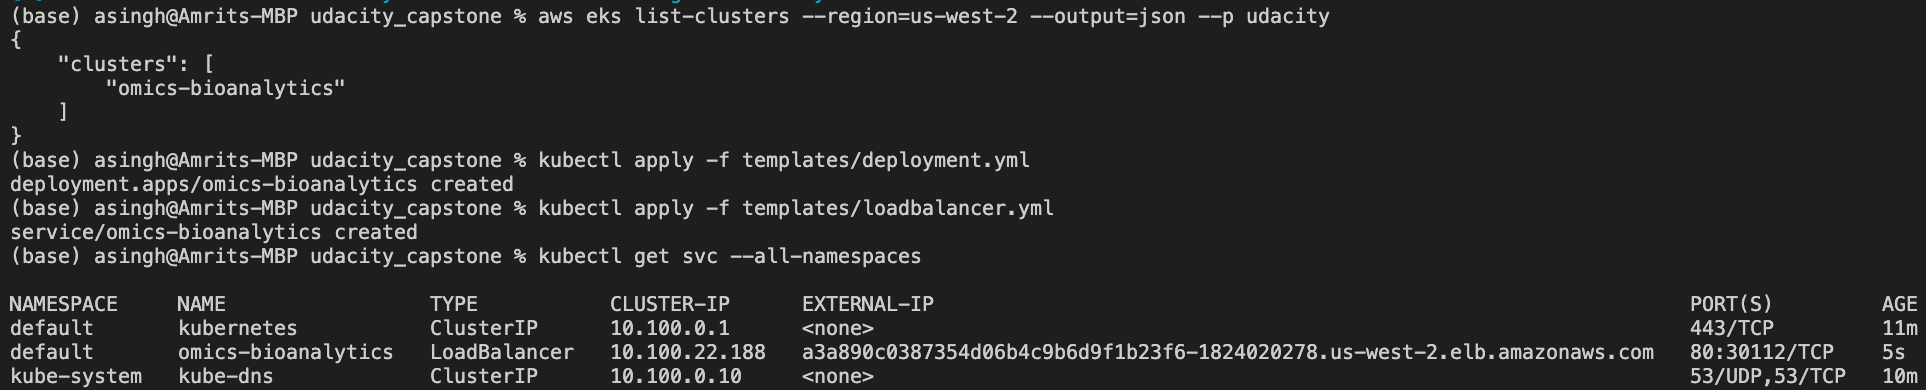 (base) asingh@Amrits-MBP udacity_capstone % aws eks list-clusters --region=us-west-2 --output=json --p udacity
{
    "clusters": [
        "omics-bioanalytics"
    ]
}
(base) asingh@Amrits-MBP udacity_capstone % kubectl apply -f templates/deployment.yml
deployment.apps/omics-bioanalytics created
(base) asingh@Amrits-MBP udacity_capstone % kubectl apply -f templates/loadbalancer.yml
service/omics-bioanalytics created
(base) asingh@Amrits-MBP udacity_capstone % kubectl get svc --all-namespaces
NAMESPACE     NAME                 TYPE           CLUSTER-IP      EXTERNAL-IP                                                               PORT(S)         AGE
default       kubernetes           ClusterIP      10.100.0.1      <none>                                                                    443/TCP         11m
default       omics-bioanalytics   LoadBalancer   10.100.22.188   a3a890c0387354d06b4c9b6d9f1b23f6-1824020278.us-west-2.elb.amazonaws.com   80:30112/TCP    5s
kube-system   kube-dns             ClusterIP      10.100.0.10     <none>                                                                    53/UDP,53/TCP   10m